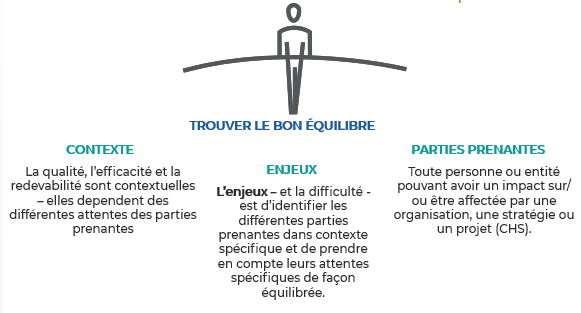 TROUVER LE BON ÉQUILIBRE
CONTEXTE
La qualité, l'efficacité et la
redevabilité sont contextuelles
– elles dependent des
différentes attentes des parties
prenantes
ENJEUX
L'enjeux – et la difficulté -
est d'identifier les
différentes parties
prenantes dans contexte
spécifique et de prendre
en compte leurs attentes
spécifiques de façon
équilibrée.
PARTIES PRENANTES
Toute personne ou entité
pouvant avoir un impact sur/
ou être affectée par une
organisation, une stratégie ou
un projet (CHS).